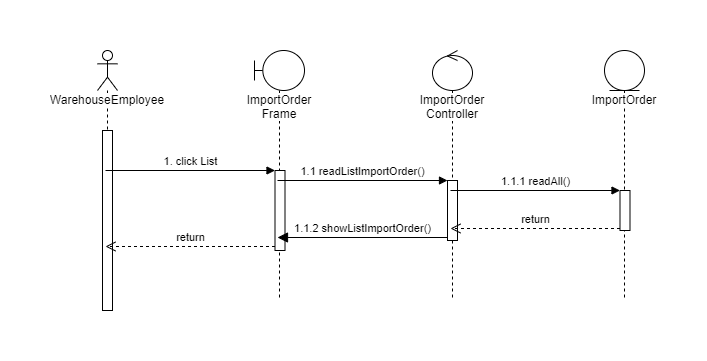 WarehouseEmployee
ImportOrder
Frame
ImportOrder
Controller
ImportOrder
1. click List
1.1 readListImportOrder()
1.1.1 readAll()
return
1.1.2 showListImportOrder()
return